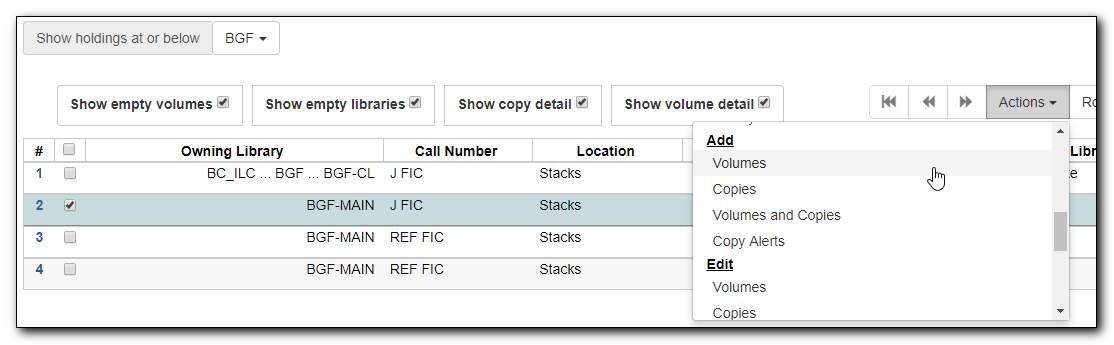 Show holdings at or below BGF
Show empty volumes Show empty libraries Show copy detail Show volume detail Actions Ro
# Owning Library Call Number Location Libr
Add
1 BC_ILC ... BGF ... BGF-CL J FIC Stacks Volumes e
2 BGF-MAIN J FIC Stacks Copies
Volumes and Copies
3 BGF-MAIN REF FIC Stacks Copy Alerts
Edit
4 BGF-MAIN REF FIC Stacks
Volumes
Copies